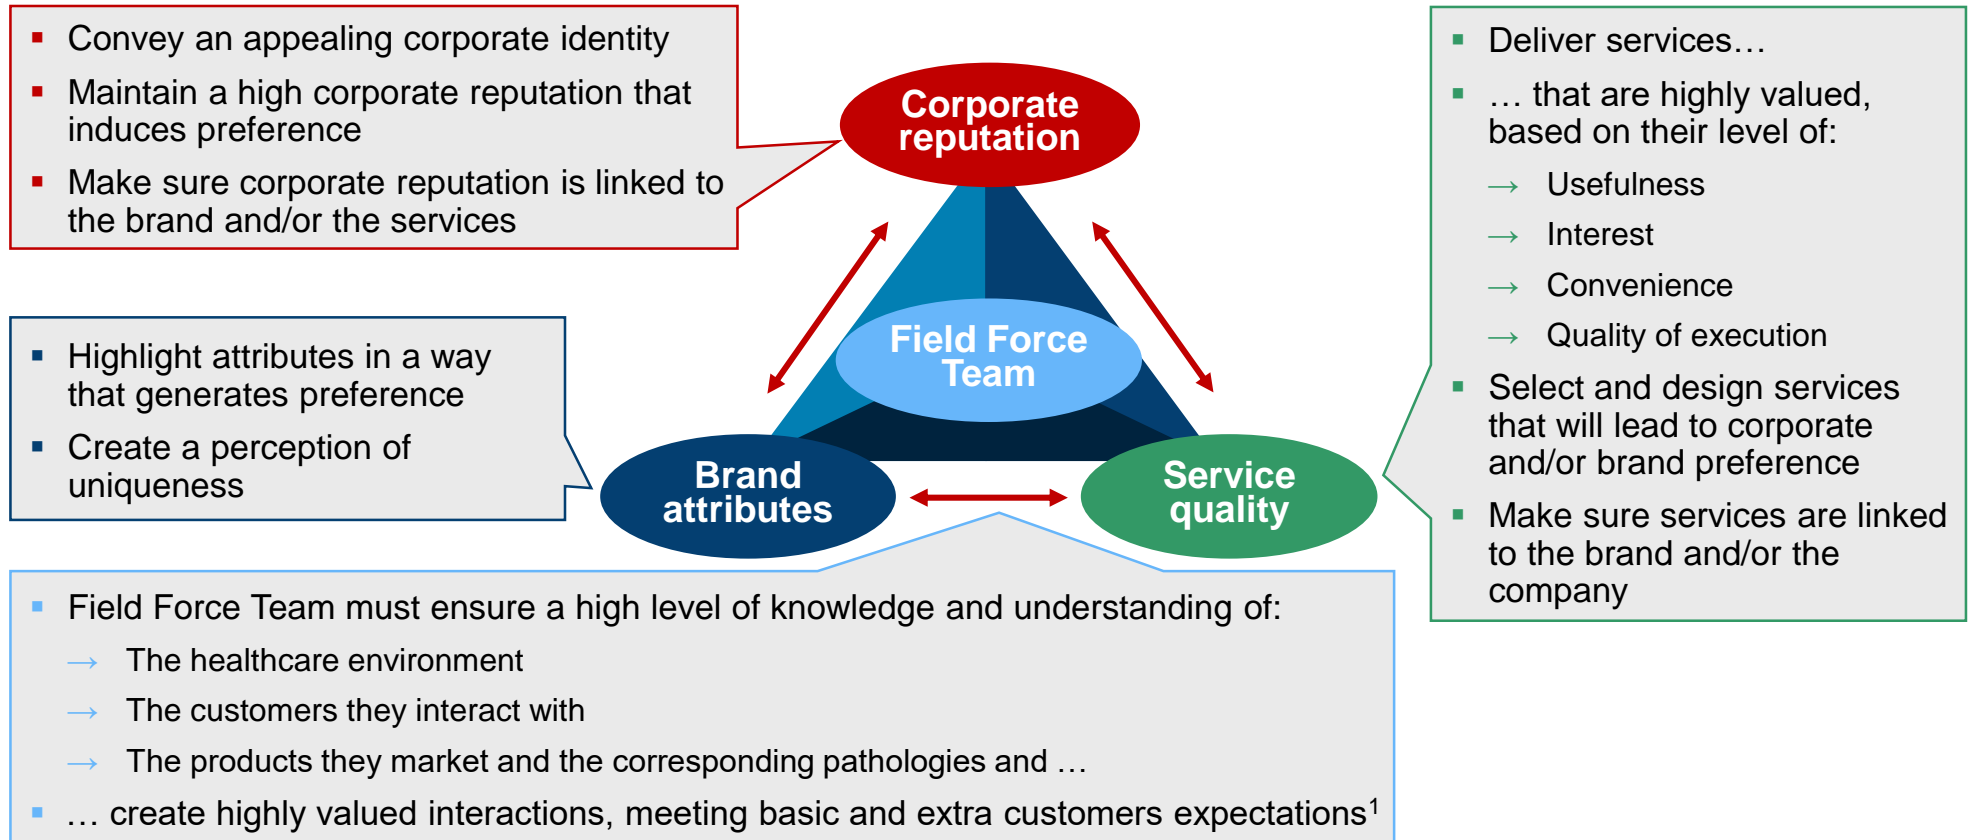 ▪ Convey an appealing corporate identity
▪ Maintain a high corporate reputation that
induces preference
▪ Make sure corporate reputation is linked to
the brand and/or the services
Corporate
reputation
▪ Highlight attributes in a way
that generates preference
▪ Create a perception of
uniqueness
Field Force
Team
Brand
attributes
Service
quality
▪ Deliver services…
▪ … that are highly valued,
based on their level of:
→ Usefulness
→ Interest
→ Convenience
→ Quality of execution
▪ Select and design services
that will lead to corporate
and/or brand preference
▪ Make sure services are linked
to the brand and/or the
company
▪ Field Force Team must ensure a high level of knowledge and understanding of:
→ The healthcare environment
→ The customers they interact with
→ The products they market and the corresponding pathologies and …
▪ … create highly valued interactions, meeting basic and extra customers expectations¹